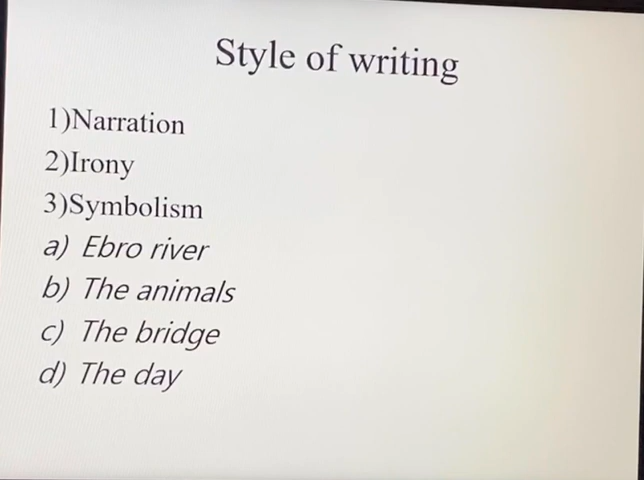 Style of writing
1)Narration
2)Irony
3)Symbolism
a) Ebro river
b) The animals
c) The bridge
d) The day